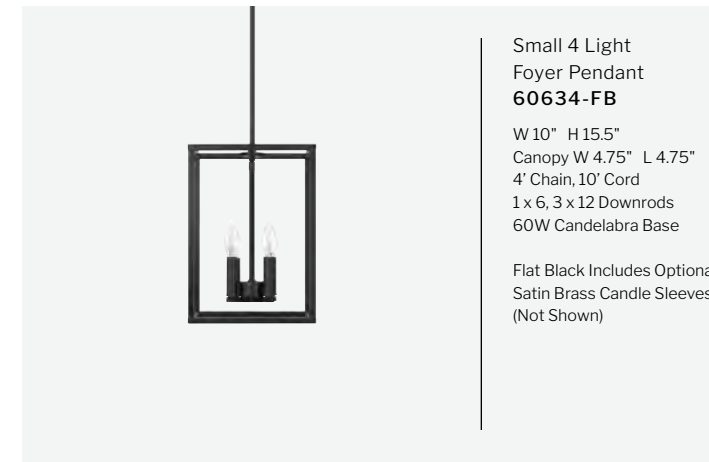 Small 4 Light
Foyer Pendant
60634-FB
W 10" H 15.5"
Canopy W 4.75" L 4.75"
4’ Chain, 10’ Cord
1 x 6, 3 x 12 Downrods
60W Candelabra Base
Flat Black Includes Optiona
Satin Brass Candle Sleeves
(Not Shown)